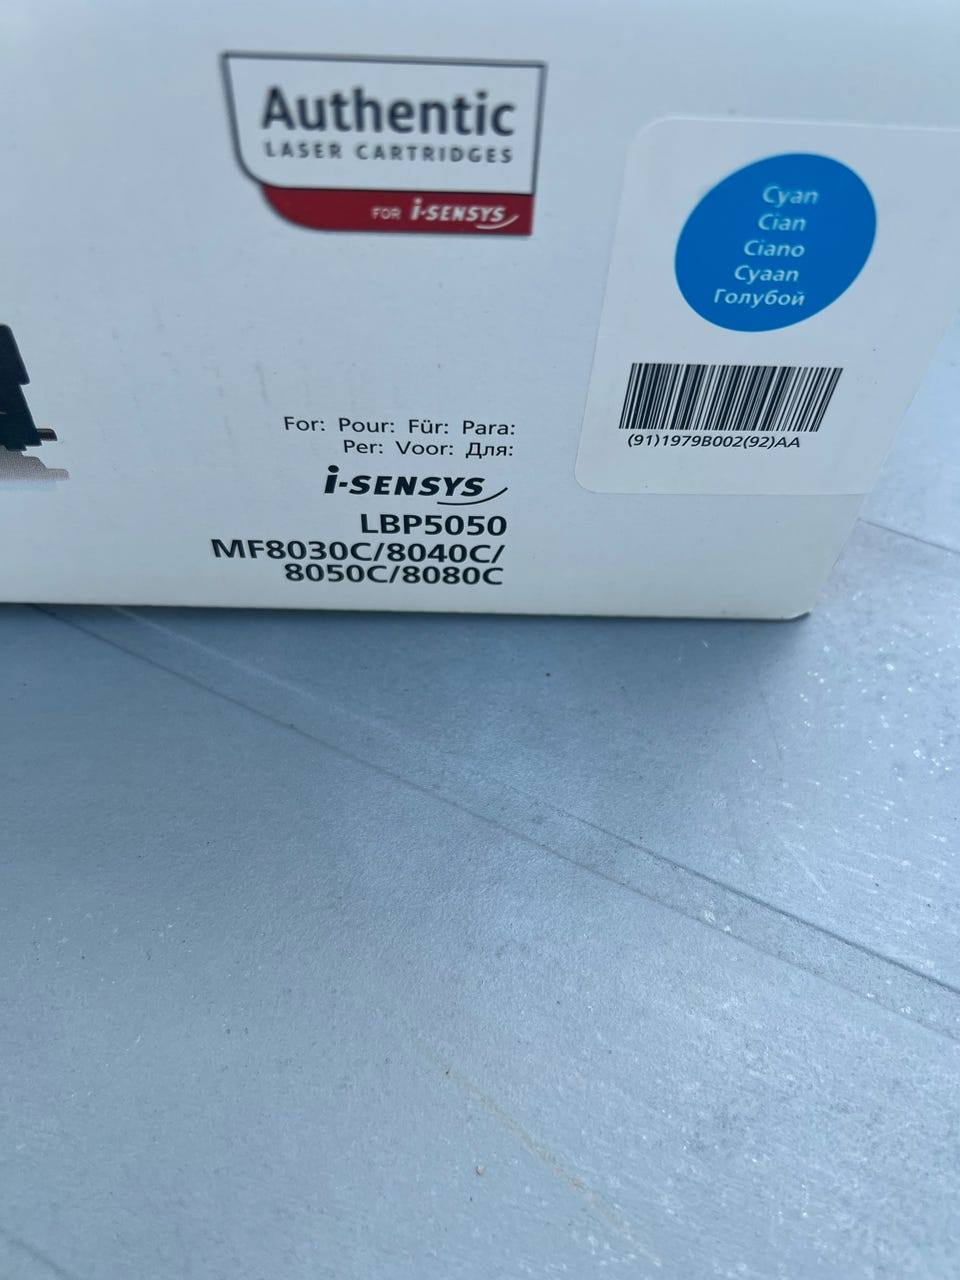 Authentic
LASER CARTRIDGES
FOR i-SENSYS
Cyan
Cian
Ciano
Cyaan
Голубой
(91)1979B002(92)AA
For: Pour: Für: Para:
Per: Voor: Для:
i-SENSYS
LBP5050
MF8030C/8040C/
8050C/8080C